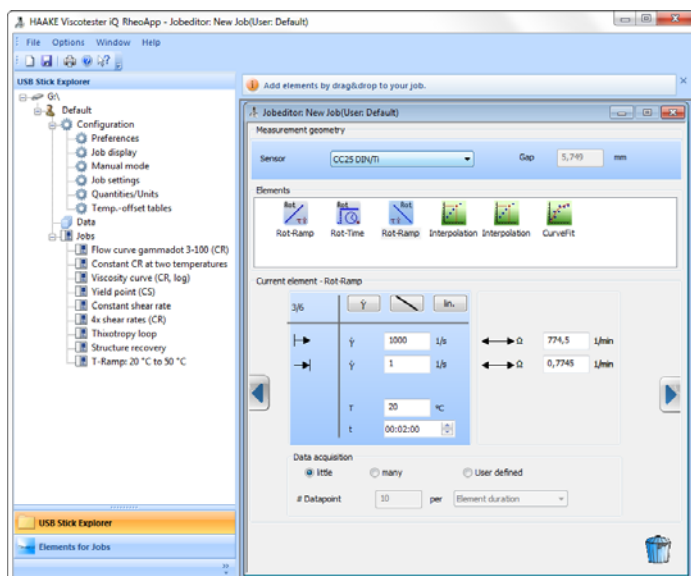 HAAKE Viscotester iQ RheoApp - Jobeditor: New Job(User: Default)
File Options Window Help
USB Stick Explorer
G:\
Default
Configuration
Preferences
Job display
Manual mode
Job settings
Quantities/Units
Temp.-offset tables
Data
Jobs
Flow curve gammadot 3-100 (CR)
Constant CR at two temperatures
Viscosity curve (CR, log)
Yield point (CS)
Constant shear rate
4x shear rates (CR)
Thixotropy loop
Structure recovery
T-Ramp: 20 °C to 50 °C
USB Stick Explorer
Elements for Jobs
Add elements by drag&drop to your job.
Jobeditor: New Job(User: Default)
Measurement geometry
Sensor CC25 DIN/Ti Gap 5,749 mm
Elements
Rot Rot Rot
Rot-Ramp Rot-Time Rot-Ramp Interpolation Interpolation CurveFit
Current element - Rot-Ramp
3/6 γ̇ lin.
γ̇ 1000 1/s Ω 774,5 1/min
γ̇ 1 1/s Ω 0,7745 1/min
T 20 °C
t 00:02:00
Data acquisition
little many User defined
# Datapoint 10 per Element duration